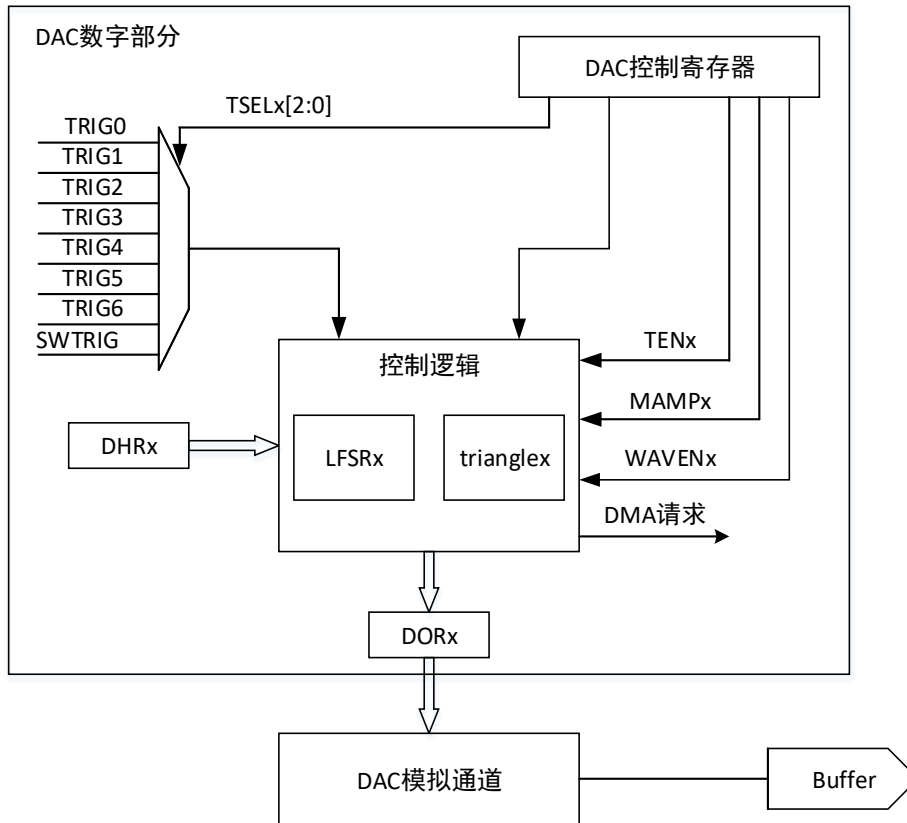 DAC数字部分
DAC控制寄存器
TSELx[2:0]
TRIG0
TRIG1
TRIG2
TRIG3
TRIG4
TRIG5
TRIG6
SWTRIG
控制逻辑
TENx
MAMPx
WAVENx
DMA请求
DHRx
LFSRx
trianglex
DORx
DAC模拟通道
Buffer